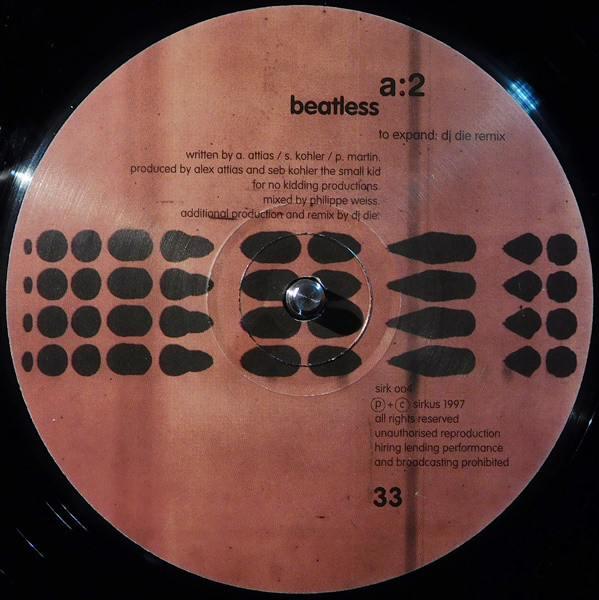 a:2
beatless
to expand: dj die remix
written by a. attias / s. kohler / p. martin.
produced by alex attias and seb kohler the small kid
for no kidding productions.
mixed by philippe weiss.
additional production and remix by dj die.
sirk 004
p + c sirkus 1997
all rights reserved
unauthorised reproduction
hiring lending performance
and broadcasting prohibited
33